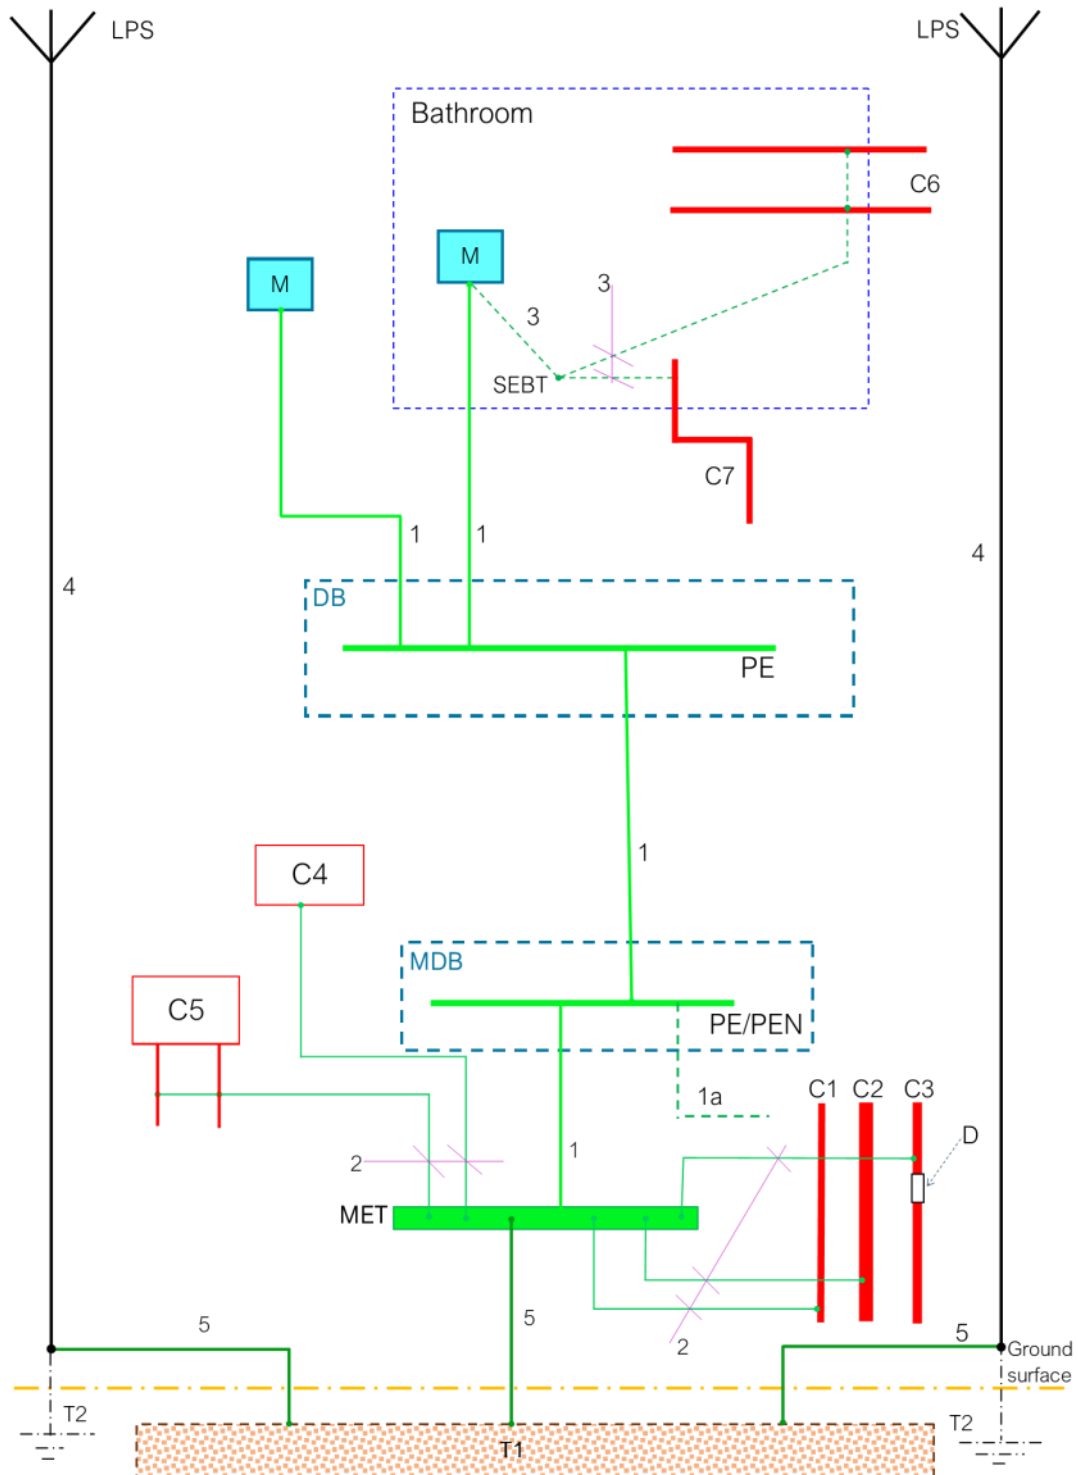 LPS
LPS
Bathroom
C6
M
M
3
3
SEBT
C7
1
1
4
4
DB
PE
1
C4
MDB
C5
PE/PEN
1a
C1
C2
C3
D
2
1
MET
5
5
2
5
Ground
surface
T2
T2
T1